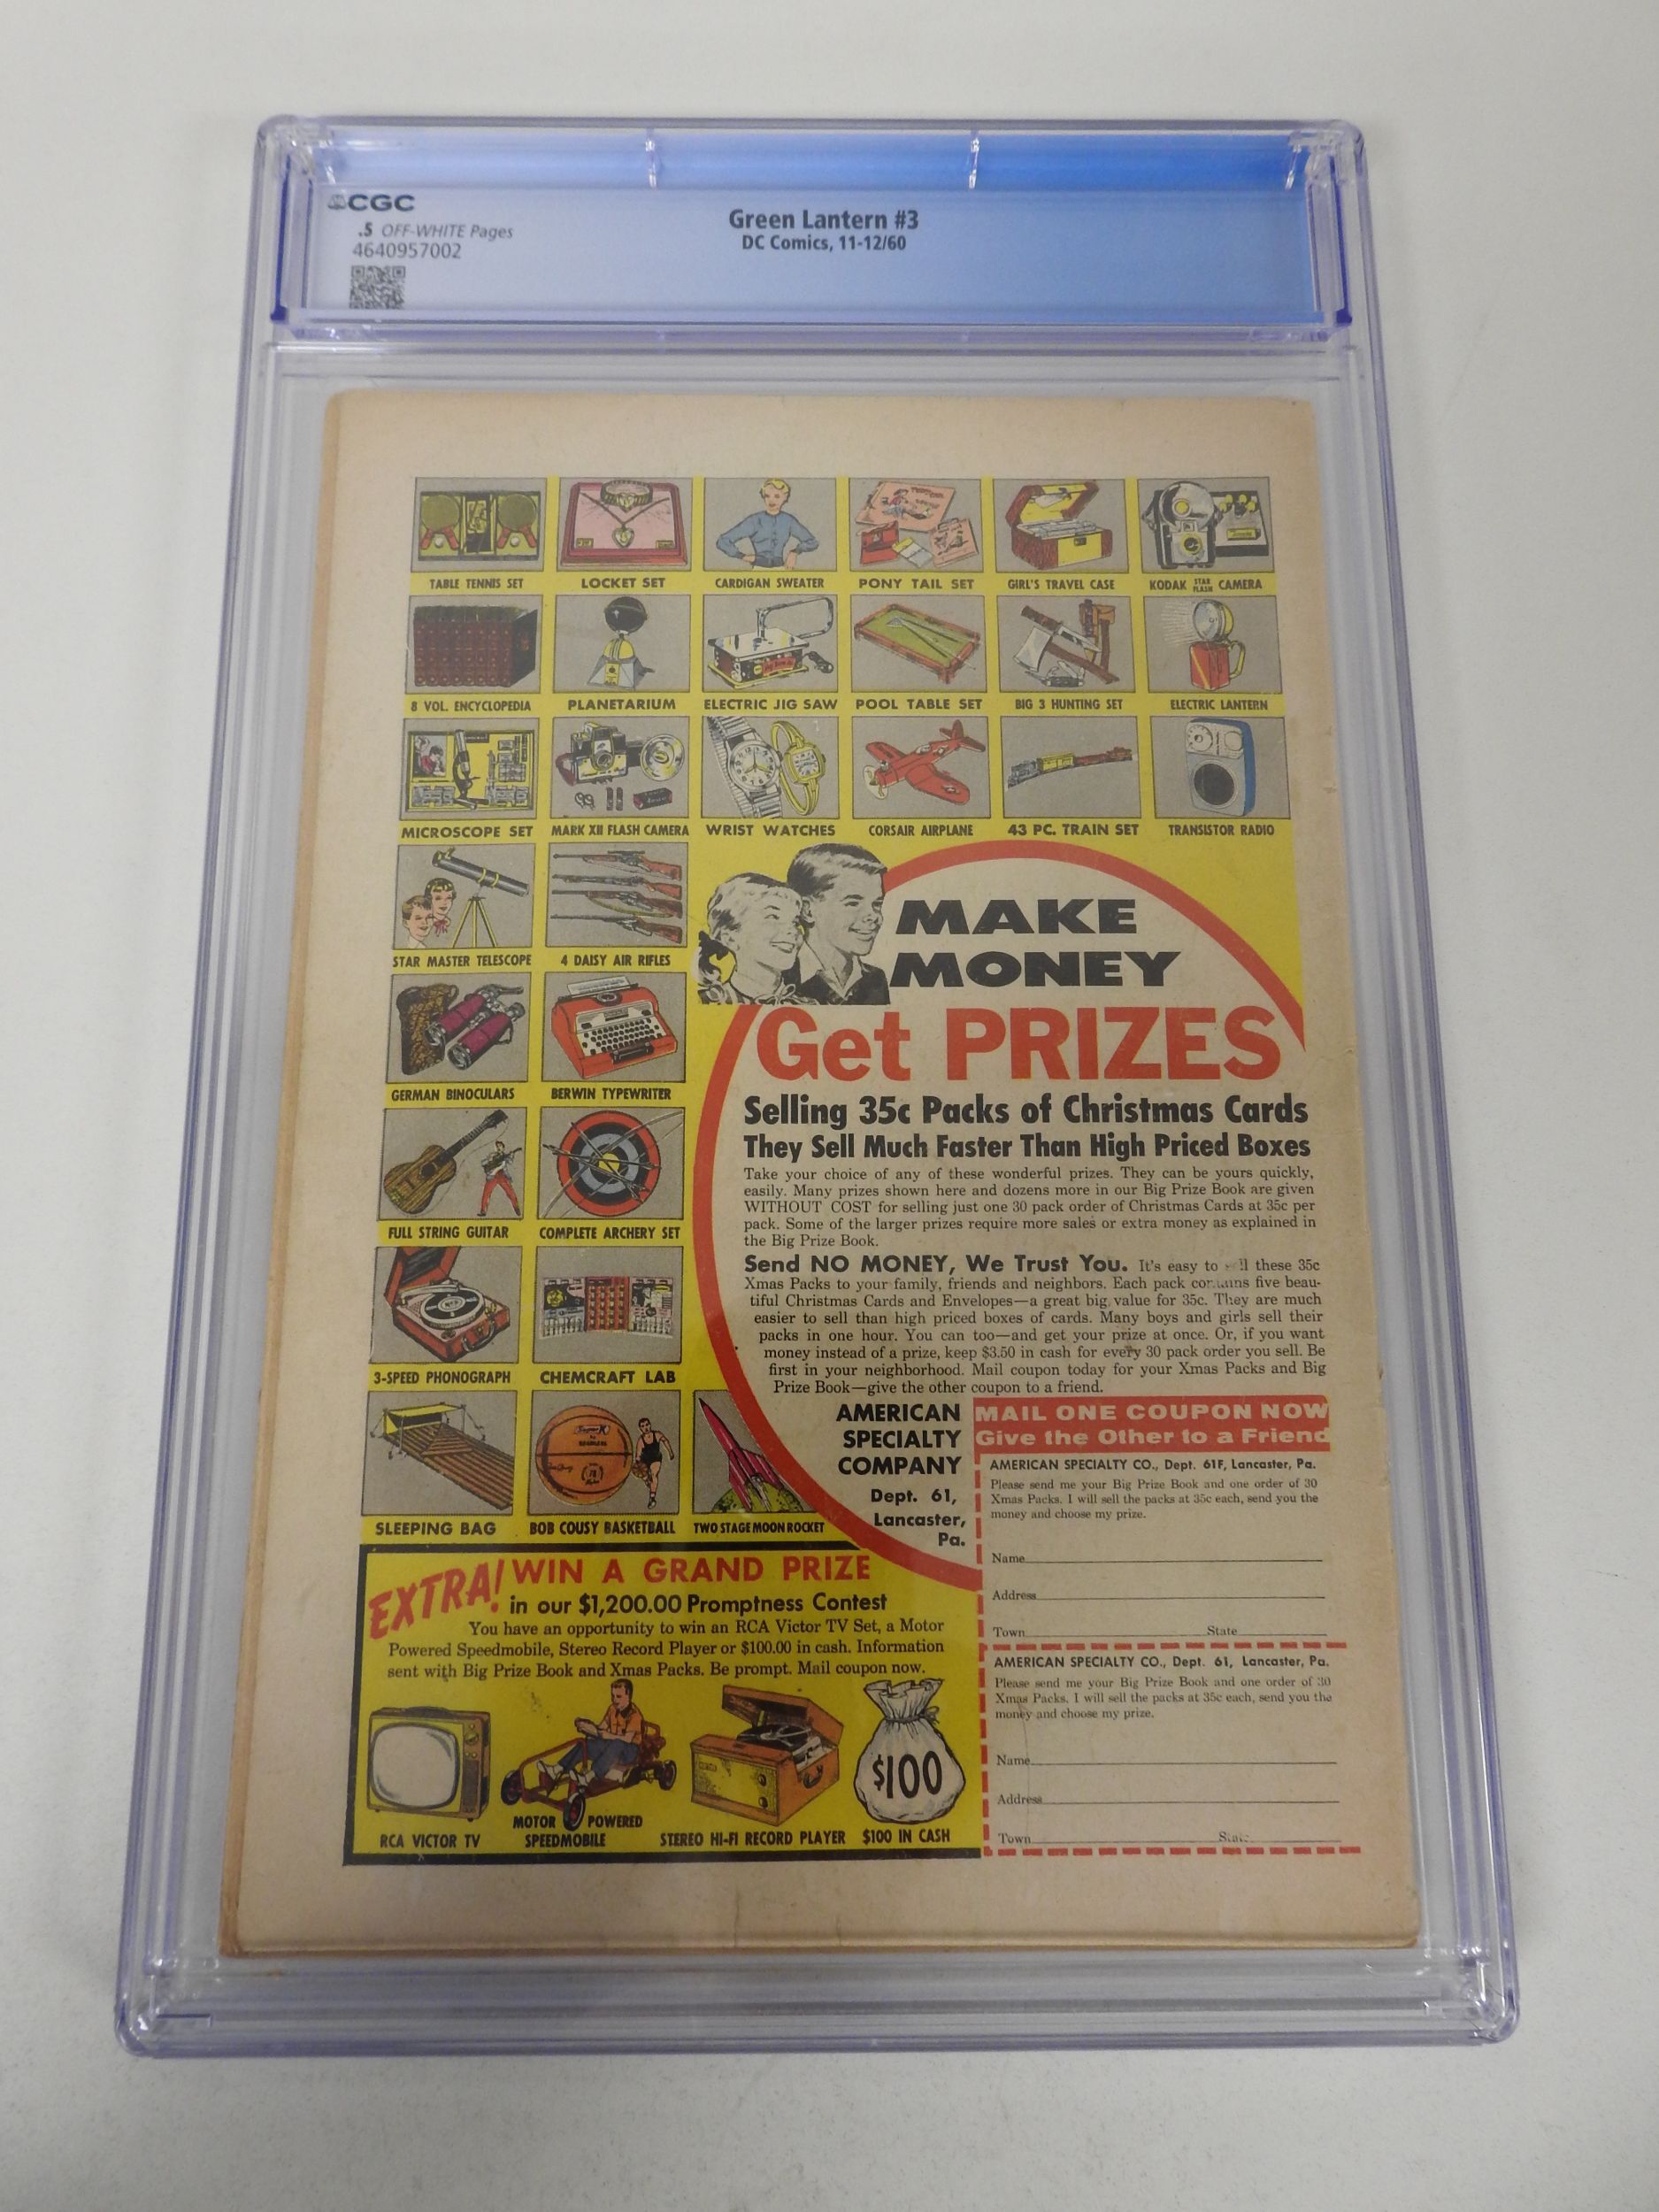 CGC
.5 OFF-WHITE Pages
4640957002
Green Lantern #3
DC Comics, 11-12/60
TABLE TENNIS SET
LOCKET SET
CARDIGAN SWEATER
PONY TAIL SET
GIRL'S TRAVEL CASE
KODAK STAR FLASH CAMERA
8 VOL. ENCYCLOPEDIA
PLANETARIUM
ELECTRIC JIG SAW
POOL TABLE SET
BIG 3 HUNTING SET
ELECTRIC LANTERN
MICROSCOPE SET
MARK XII FLASH CAMERA
WRIST WATCHES
CORSAIR AIRPLANE
43 PC. TRAIN SET
TRANSISTOR RADIO
STAR MASTER TELESCOPE
4 DAISY AIR RIFLES
GERMAN BINOCULARS
BERWIN TYPEWRITER
FULL STRING GUITAR
COMPLETE ARCHERY SET
3-SPEED PHONOGRAPH
CHEMCRAFT LAB
SLEEPING BAG
BOB COUSY BASKETBALL
TWO STAGE MOON ROCKET
MAKE
MONEY
Get PRIZES
Selling 35c Packs of Christmas Cards
They Sell Much Faster Than High Priced Boxes
Take your choice of any of these wonderful prizes. They can be yours quickly,
easily. Many prizes shown here and dozens more in our Big Prize Book are given
WITHOUT COST for selling just one 30 pack order of Christmas Cards at 35c per
pack. Some of the larger prizes require more sales or extra money as explained in
the Big Prize Book.
Send NO MONEY, We Trust You. It's easy to these 35c
Xmas Packs to your family, friends and neighbors. Each pack contains five beau-
tiful Christmas Cards and Envelopes—a great big value for 35c. They are much
easier to sell than high priced boxes of cards. Many boys and girls sell their
packs in one hour. You can too—and get your prize at once. Or, if you want
money instead of a prize, keep $3.50 in cash for every 30 pack order you sell. Be
first in your neighborhood. Mail coupon today for your Xmas Packs and Big
Prize Book—give the other coupon to a friend.
AMERICAN
SPECIALTY
COMPANY
Dept. 61,
Lancaster,
Pa.
MAIL ONE COUPON NOW
Give the Other to a Friend
AMERICAN SPECIALTY CO., Dept. 61F, Lancaster, Pa.
Please send me your Big Prize Book and one order of 30
Xmas Packs. I will sell the packs at 35c each, send you the
money and choose my prize.
Name
Address
Town State
AMERICAN SPECIALTY CO., Dept. 61, Lancaster, Pa.
Please send me your Big Prize Book and one order of 30
Xmas Packs. I will sell the packs at 35c each, send you the
money and choose my prize.
Name
Address
Town State
EXTRA! WIN A GRAND PRIZE
in our $1,200.00 Promptness Contest
You have an opportunity to win an RCA Victor TV Set, a Motor
Powered Speedmobile, Stereo Record Player or $100.00 in cash. Information
sent with Big Prize Book and Xmas Packs. Be prompt. Mail coupon now.
$100
RCA VICTOR TV
MOTOR POWERED
SPEEDMOBILE
STEREO HI-FI RECORD PLAYER
$100 IN CASH